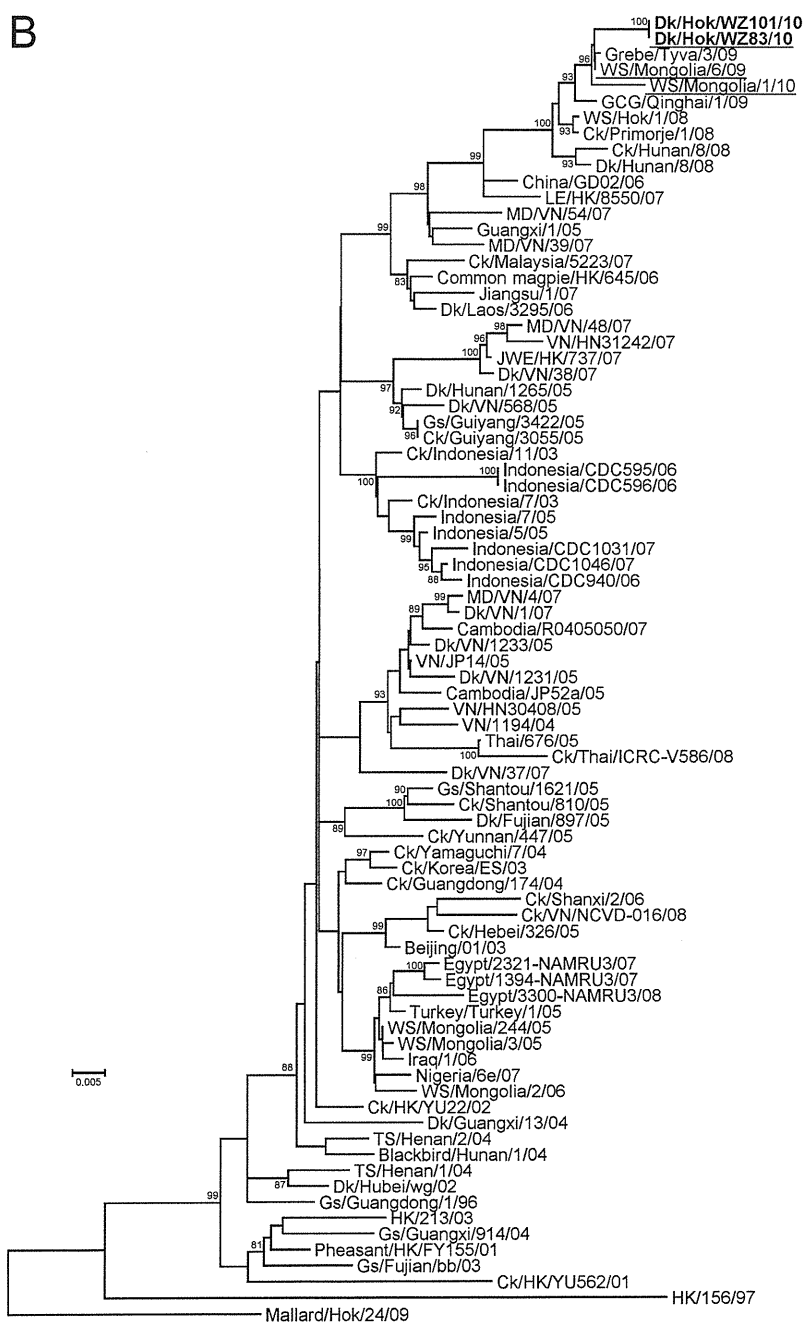 B
100 Dk/Hok/WZ101/10
Dk/Hok/WZ83/10
Grebe/Tyva/3/09
96
WS/Mongolia/6/09
93
WS/Mongolia/1/10
GCG/Qinghai/1/09
WS/Hok/1/08
100
93 Ck/Primorje/1/08
Ck/Hunan/8/08
99
93 Dk/Hunan/8/08
China/GD02/06
98
LE/HK/8550/07
MD/VN/54/07
99 Guangxi/1/05
MD/VN/39/07
Ck/Malaysia/5223/07
83 Common magpie/HK/645/06
Jiangsu/1/07
Dk/Laos/3295/06
98 MD/VN/48/07
96 VN/HN31242/07
100 JWE/HK/737/07
Dk/VN/38/07
97 Dk/Hunan/1265/05
92 Dk/VN/568/05
Gs/Guiyang/3422/05
96 Ck/Guiyang/3055/05
Ck/Indonesia/11/03
100 Indonesia/CDC595/06
100 Indonesia/CDC596/06
Ck/Indonesia/7/03
Indonesia/7/05
99 Indonesia/5/05
Indonesia/CDC1031/07
95 Indonesia/CDC1046/07
88 Indonesia/CDC940/06
99 MD/VN/4/07
89 Dk/VN/1/07
Cambodia/R0405050/07
Dk/VN/1233/05
VN/JP14/05
Dk/VN/1231/05
93 Cambodia/JP52a/05
VN/HN30408/05
VN/1194/04
Thai/676/05
100 Ck/Thai/ICRC-V586/08
Dk/VN/37/07
90 Gs/Shantou/1621/05
100 Ck/Shantou/810/05
Dk/Fujian/897/05
89 Ck/Yunnan/447/05
97 Ck/Yamaguchi/7/04
Ck/Korea/ES/03
Ck/Guangdong/174/04
Ck/Shanxi/2/06
Ck/VN/NCVD-016/08
99 Ck/Hebei/326/05
Beijing/01/03
100 Egypt/2321-NAMRU3/07
Egypt/1394-NAMRU3/07
86 Egypt/3300-NAMRU3/08
Turkey/Turkey/1/05
WS/Mongolia/244/05
WS/Mongolia/3/05
99 Iraq/1/06
88 Nigeria/6e/07
0.005 WS/Mongolia/2/06
Ck/HK/YU22/02
Dk/Guangxi/13/04
TS/Henan/2/04
Blackbird/Hunan/1/04
TS/Henan/1/04
87 Dk/Hubei/wg/02
99 Gs/Guangdong/1/96
HK/213/03
Gs/Guangxi/914/04
81 Pheasant/HK/FY155/01
Gs/Fujian/bb/03
Ck/HK/YU562/01
HK/156/97
Mallard/Hok/24/09